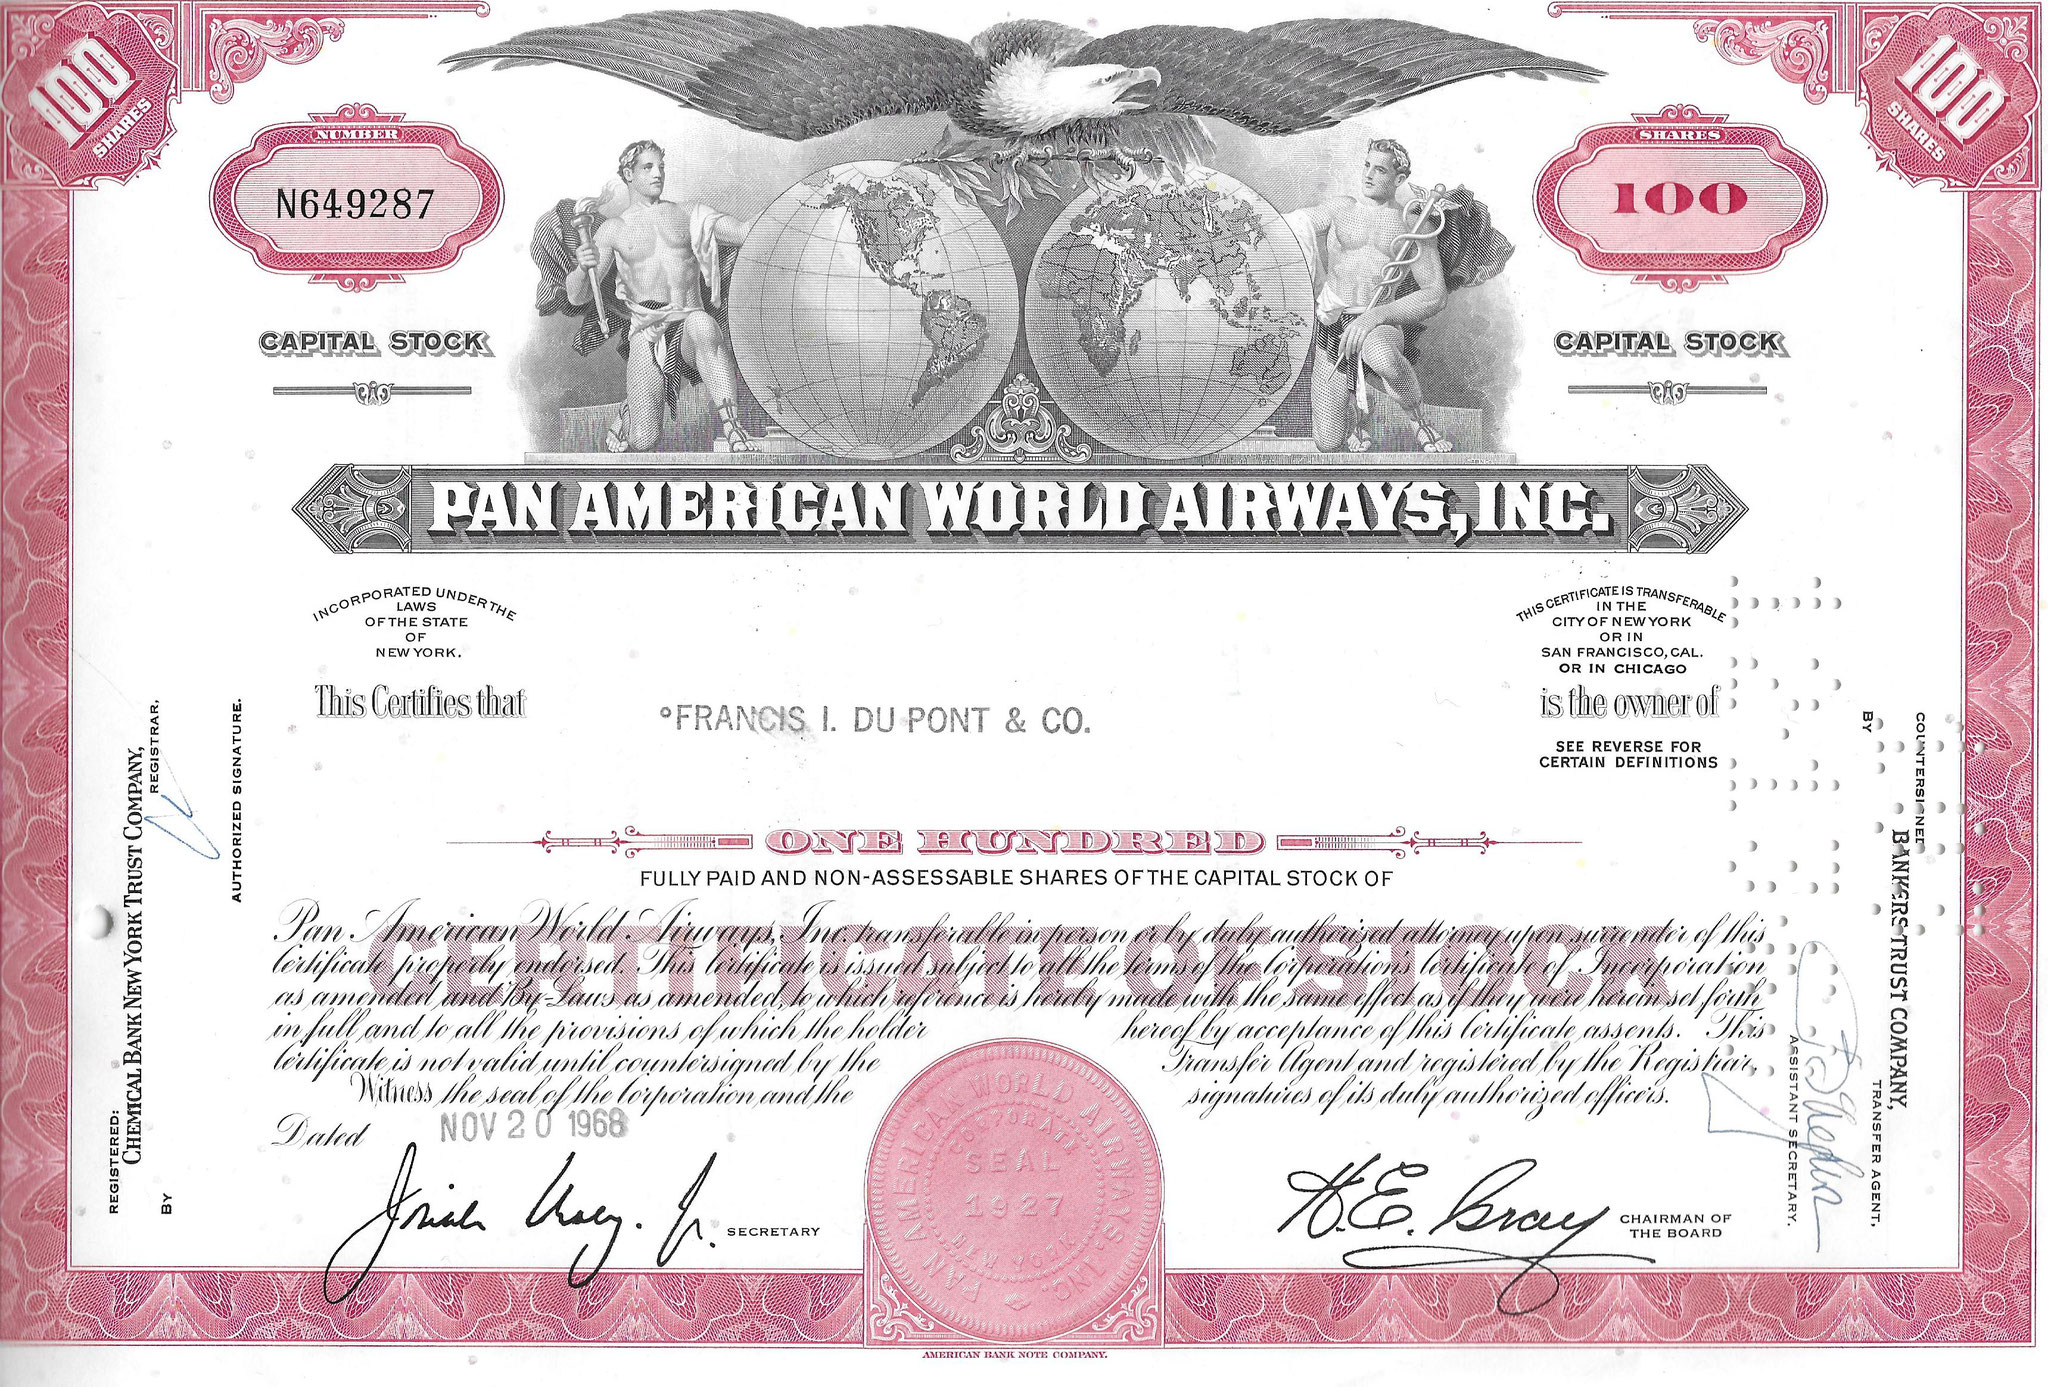 100 SHARES
100 SHARES
NUMBER
N649287
SHARES
100
CAPITAL STOCK
CAPITAL STOCK
PAN AMERICAN WORLD AIRWAYS, INC.
INCORPORATED UNDER THE
LAWS
OF THE STATE
OF
NEW YORK.
THIS CERTIFICATE IS TRANSFERABLE
IN THE
CITY OF NEW YORK
OR IN
SAN FRANCISCO, CAL.
OR IN CHICAGO
This Certifies that
FRANCIS I. DU PONT & CO.
is the owner of
SEE REVERSE FOR
CERTAIN DEFINITIONS
ONE HUNDRED
FULLY PAID AND NON-ASSESSABLE SHARES OF THE CAPITAL STOCK OF
CERTIFICATE OF STOCK
Pan American World Airways, Inc. transferable in person or by duly authorized attorney upon surrender of this
Certificate properly endorsed. This Certificate is issued subject to all the terms of the Corporation's Certificate of Incorporation
as amended and By-Laws as amended, to which reference is hereby made with the same effect as if they were herein set forth
in full and to all the provisions of which the holder hereof by acceptance of this Certificate assents. This
Certificate is not valid until countersigned by the Transfer Agent and registered by the Registrar.
Witness the seal of the Corporation and the signatures of its duly authorized officers.
Dated NOV 20 1968
SECRETARY
H.E. Gray
CHAIRMAN OF
THE BOARD
PAN AMERICAN WORLD AIRWAYS, INC.
CORPORATE
SEAL
1927
NEW YORK
AMERICAN BANK NOTE COMPANY.
REGISTERED:
CHEMICAL BANK NEW YORK TRUST COMPANY,
REGISTRAR.
BY
AUTHORIZED SIGNATURE.
COUNTERSIGNED
BANKERS TRUST COMPANY,
TRANSFER AGENT,
BY
ASSISTANT SECRETARY.